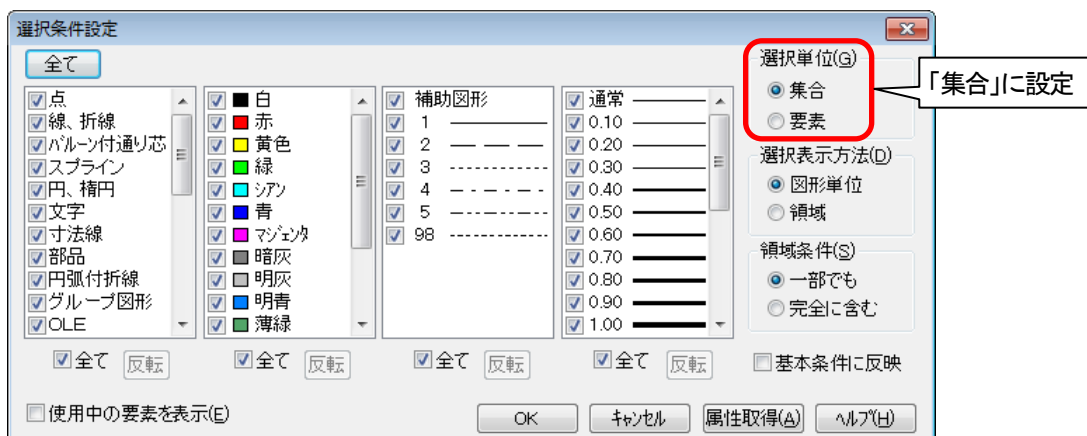 選択条件設定
全て
選択単位(G)
集合
要素
「集合」に設定
点
線、折線
バルーン付通り芯
スプライン
円、楕円
文字
寸法線
部品
円弧付折線
グループ図形
OLE
白
赤
黄色
緑
シアン
青
マジェンタ
暗灰
明灰
明青
薄緑
補助図形
1
2
3
4
5
98
通常
0.10
0.20
0.30
0.40
0.50
0.60
0.70
0.80
0.90
1.00
選択表示方法(D)
図形単位
領域
領域条件(S)
一部でも
完全に含む
全て 反転
全て 反転
全て 反転
全て 反転
基本条件に反映
使用中の要素を表示(E)
OK
キャンセル
属性取得(A)
ヘルプ(H)